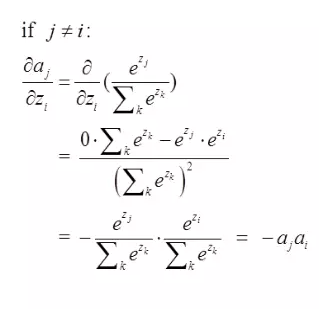 if j ≠ i:
∂a_j/∂z_i = ∂/∂z_i (e^{z_j} / ∑_k e^{z_k})
= (0·∑_k e^{z_k} − e^{z_j}·e^{z_i}) / (∑_k e^{z_k})^2
= − e^{z_j}/∑_k e^{z_k} · e^{z_i}/∑_k e^{z_k} = −a_j a_i